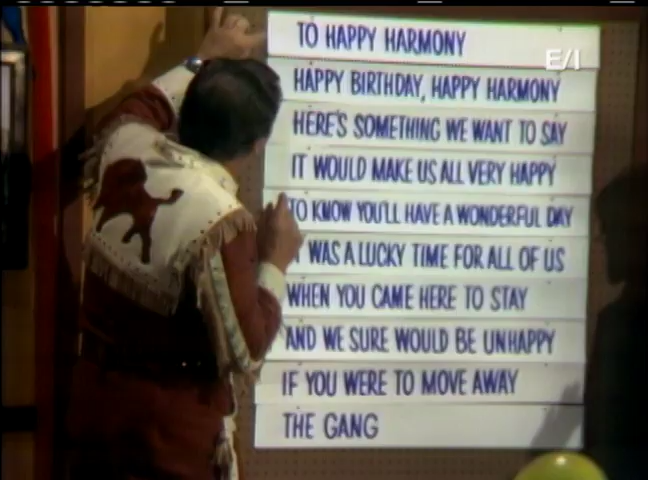 TO HAPPY HARMONY
E/I
HAPPY BIRTHDAY, HAPPY HARMONY
HERE'S SOMETHING WE WANT TO SAY
IT WOULD MAKE US ALL VERY HAPPY
TO KNOW YOU'LL HAVE A WONDERFUL DAY
WAS A LUCKY TIME FOR ALL OF US
WHEN YOU CAME HERE TO STAY
AND WE SURE WOULD BE UNHAPPY
IF YOU WERE TO MOVE AWAY
THE GANG